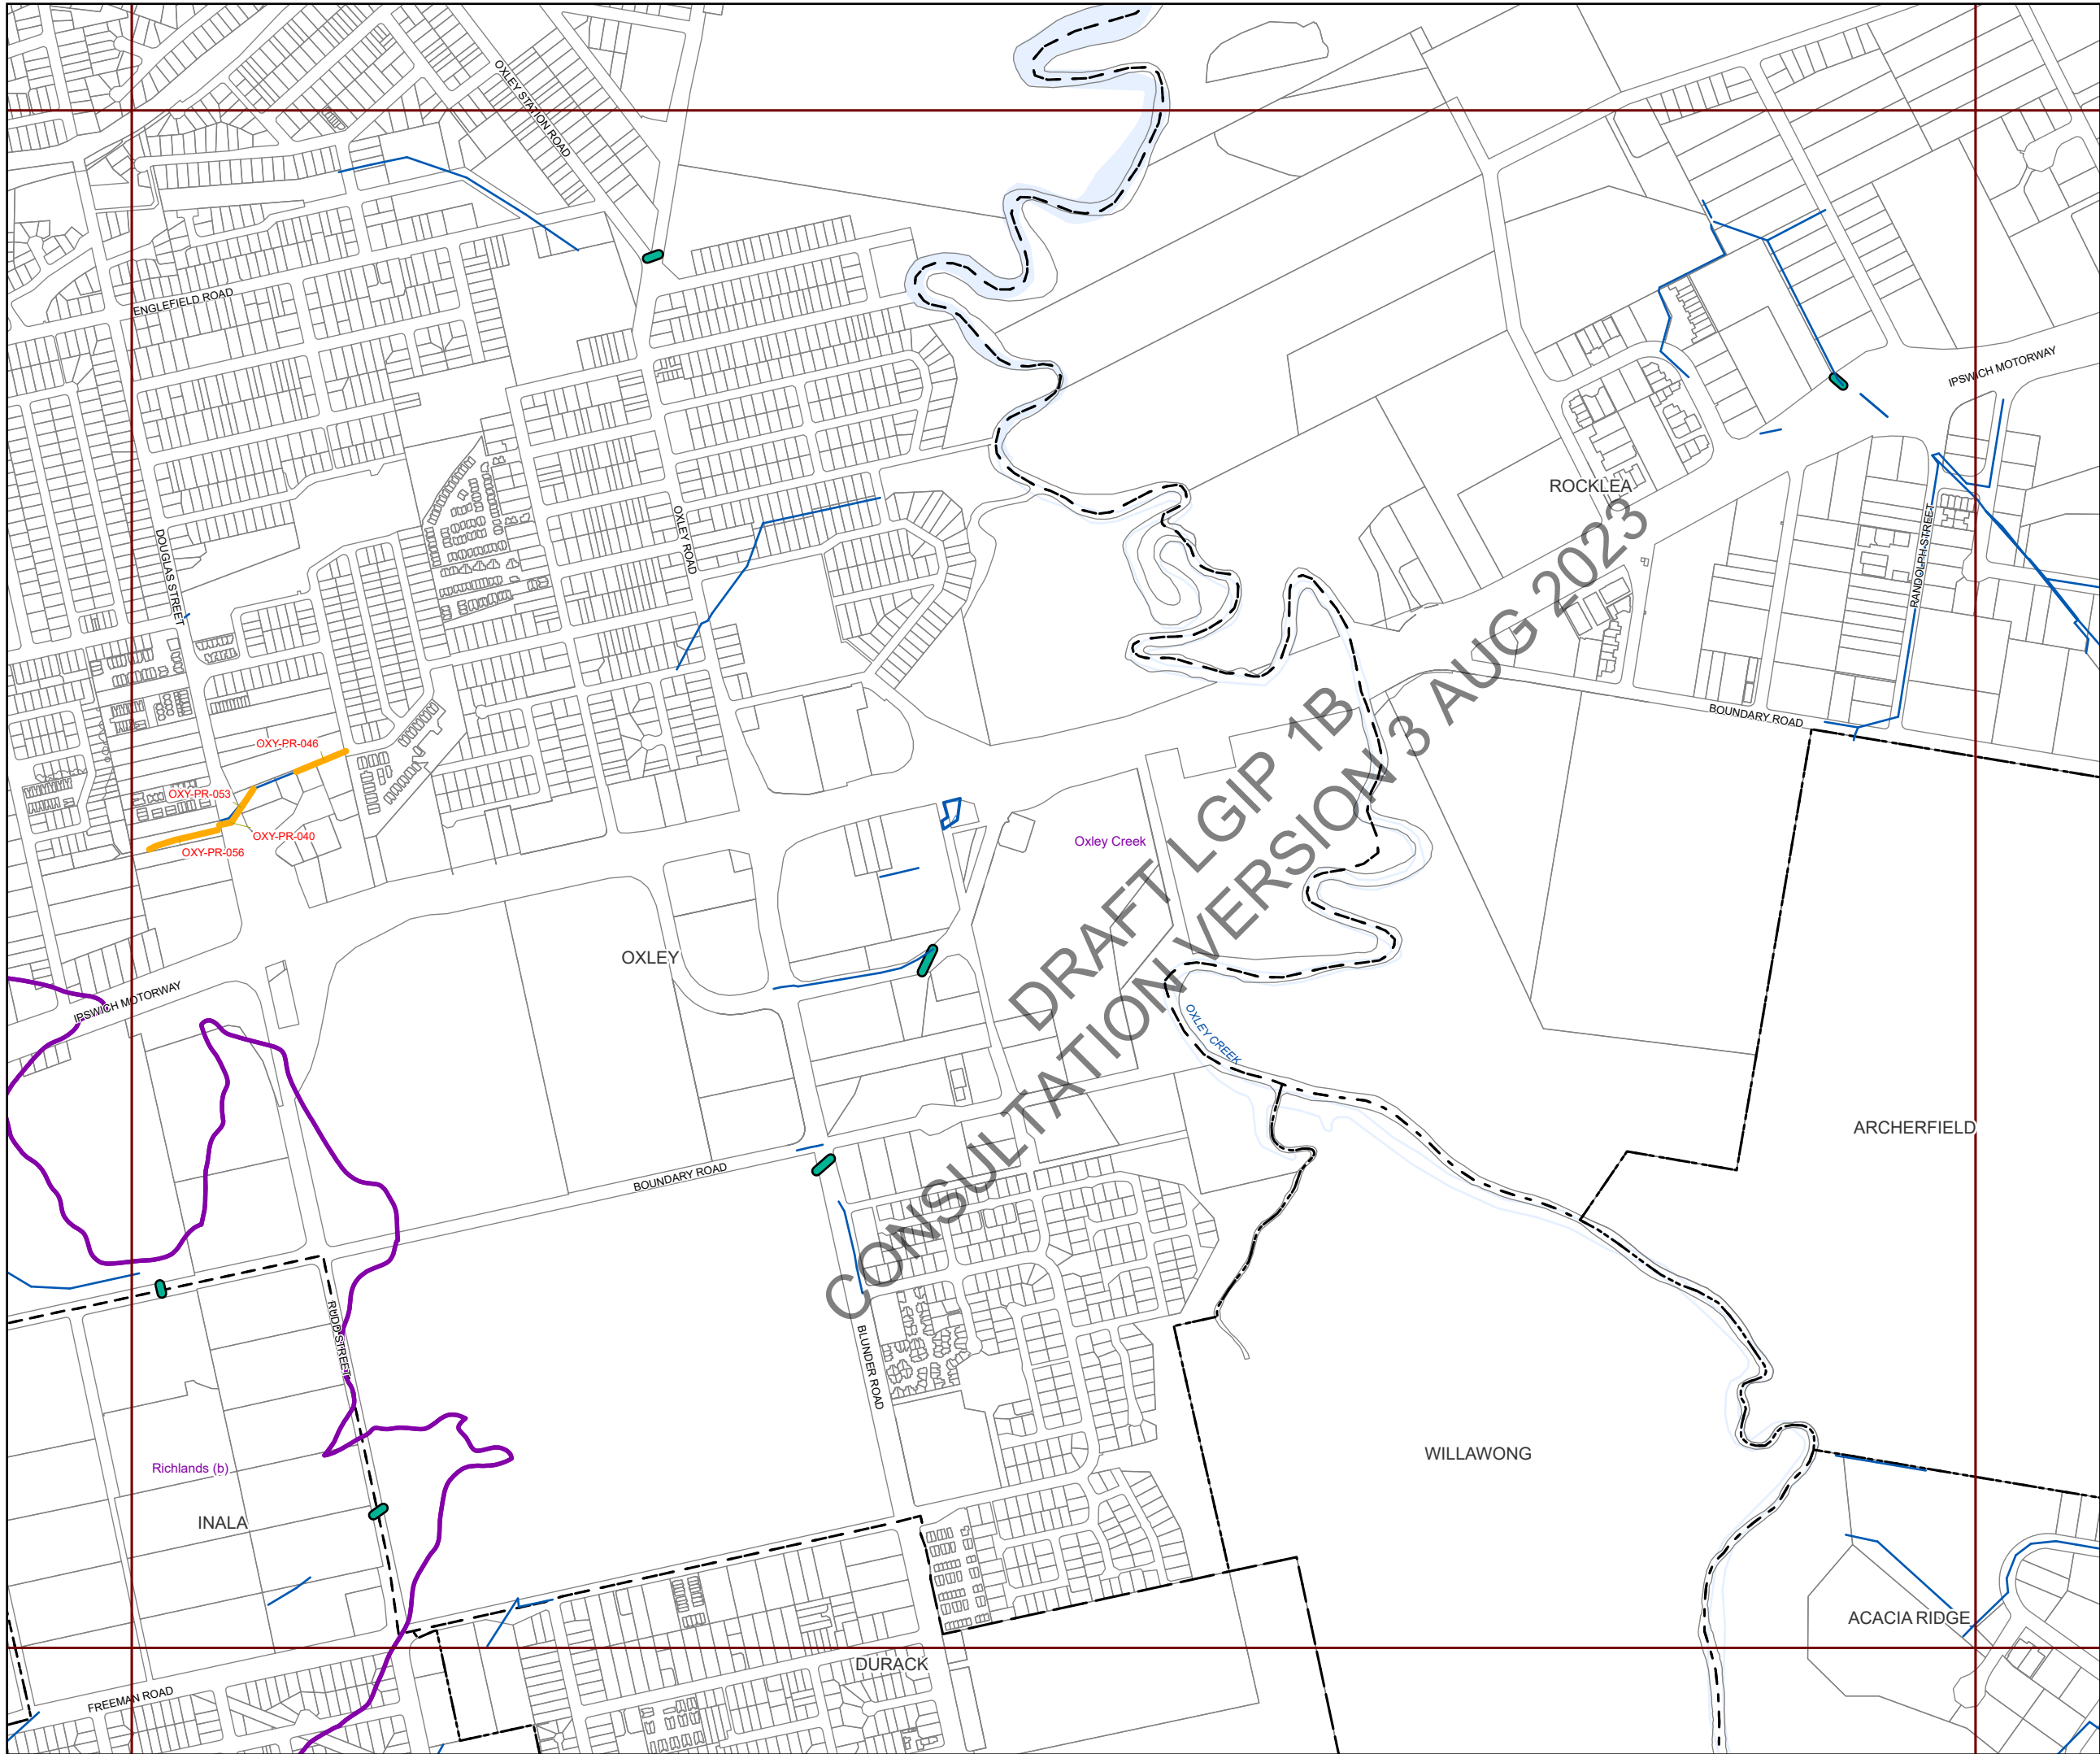 OXLEY STATION ROAD
ENGLEFIELD ROAD
IPSWICH MOTORWAY
ROCKLEA
DOUGLAS STREET
OXLEY ROAD
RANDOLPH STREET
BOUNDARY ROAD
OXY-PR-046
OXY-PR-053
OXY-PR-040
OXY-PR-056
Oxley Creek
DRAFT LGIP 1B
CONSULTATION VERSION 3 AUG 2023
OXLEY
IPSWICH MOTORWAY
OXLEY CREEK
ARCHERFIELD
BOUNDARY ROAD
RUDD STREET
BLUNDER ROAD
WILLAWONG
Richlands (b)
INALA
ACACIA RIDGE
DURACK
FREEMAN ROAD